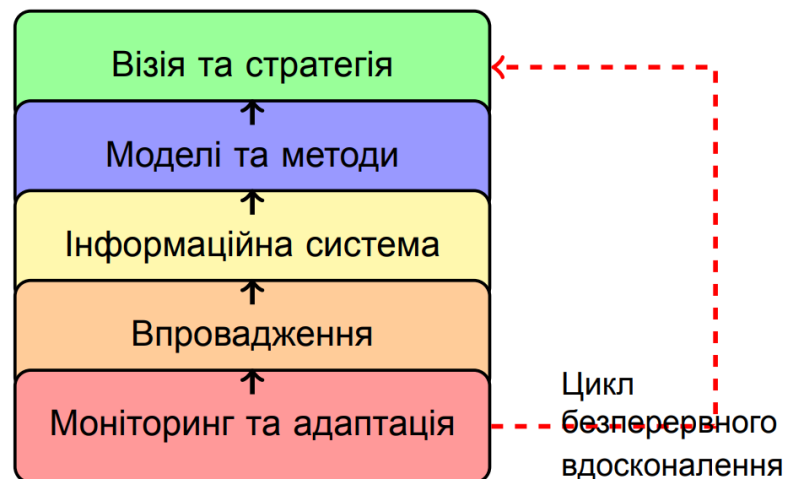 Візія та стратегія
Моделі та методи
Інформаційна система
Впровадження
Моніторинг та адаптація
Цикл
безперервного
вдосконалення